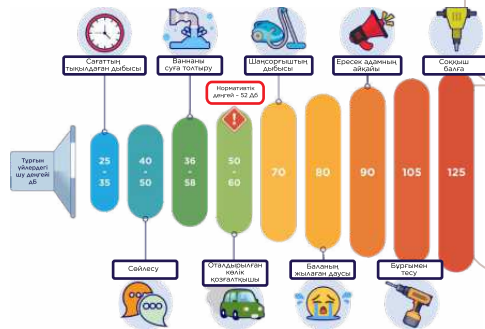 Сағаттың
тықылдаған дыбысы
Ваннаны
суға толтыру
Шаңсорғыштың
дыбысы
Ересек адамның
айқайы
Соққыш
балға
Нормативтік
деңгей – 52 Дб
Тұрғын
үйлердегі
шу деңгейі
дБ
25
-
35
40
-
50
36
-
58
50
-
60
70
80
90
105
125
Сөйлесу
Оталдырылған
көлік
қозғалтқышы
Баланың
жылаған даусы
Бұрғымен
тесу